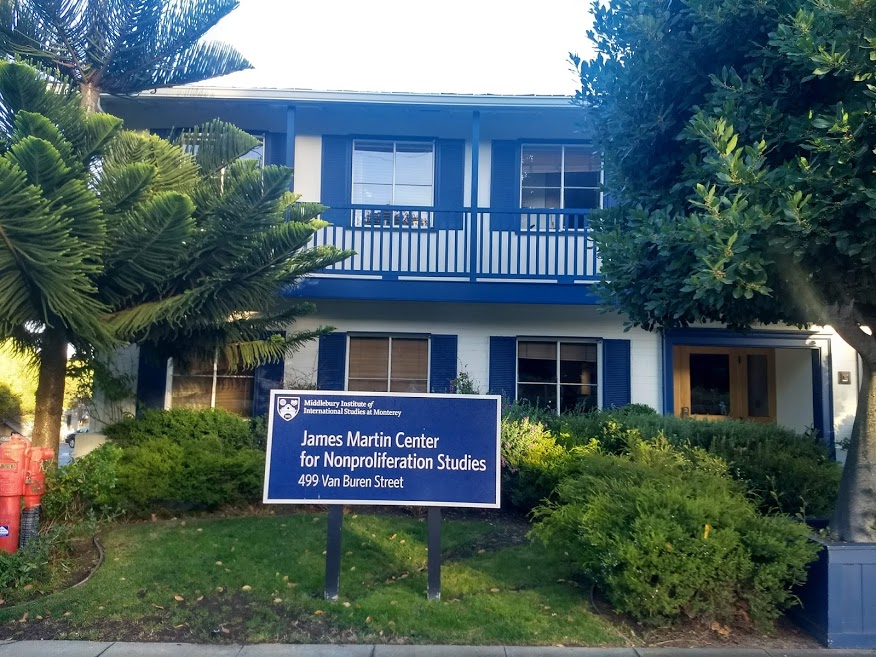 Middlebury Institute of
International Studies at Monterey
James Martin Center
for Nonproliferation Studies
499 Van Buren Street